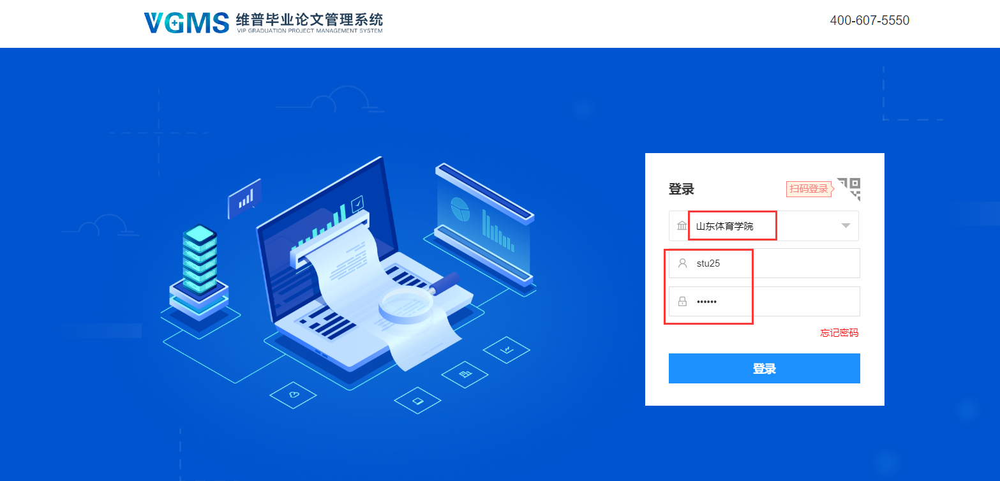 VGMS 维普毕业论文管理系统
VIP GRADUATION PROJECT MANAGEMENT SYSTEM
400-607-5550
登录
扫码登录
山东体育学院
stu25
••••••
忘记密码
登录